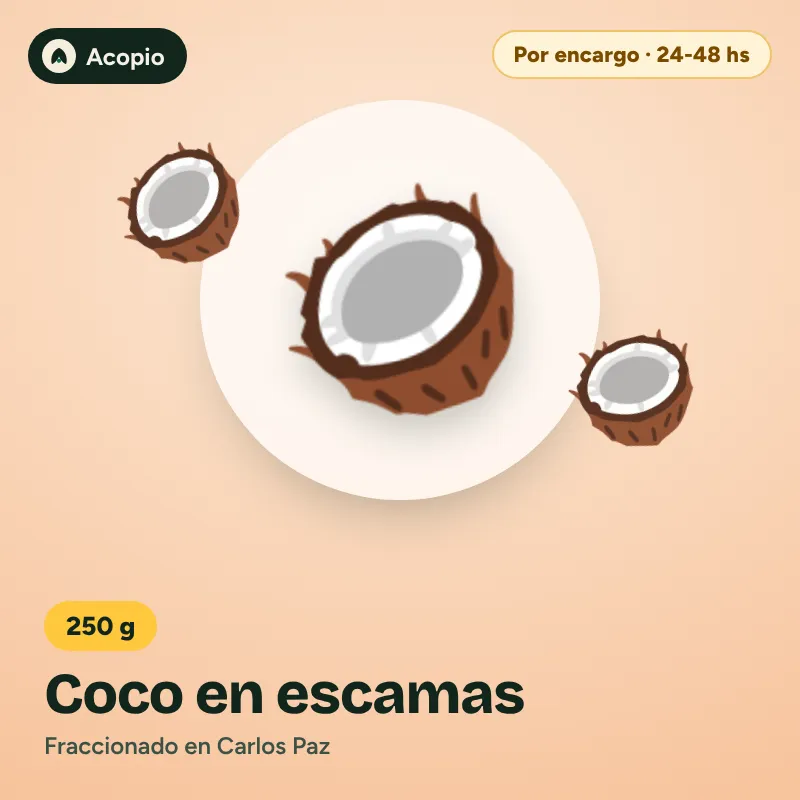 Acopio
Por encargo · 24-48 hs
250 g
Coco en escamas
Fraccionado en Carlos Paz